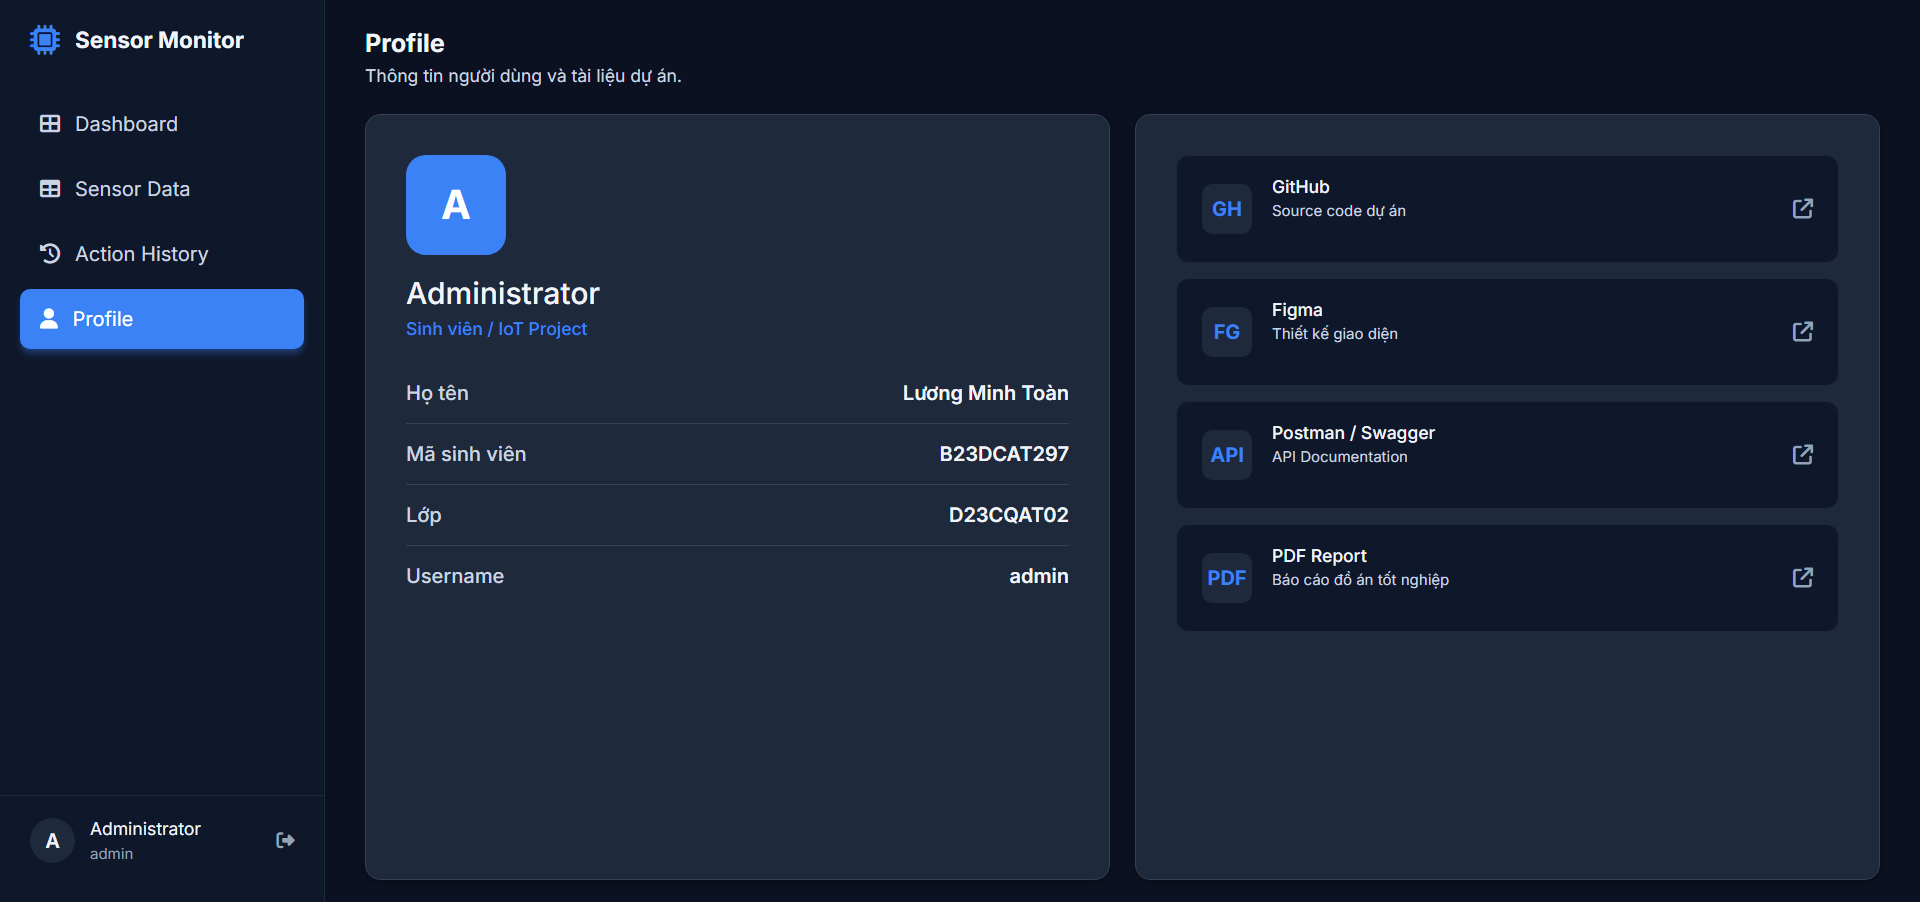 Sensor Monitor
Dashboard
Sensor Data
Action History
Profile
A
Administrator
admin
Profile
Thông tin người dùng và tài liệu dự án.
A
Administrator
Sinh viên / IoT Project
Họ tên Lương Minh Toàn
Mã sinh viên B23DCAT297
Lớp D23CQAT02
Username admin
GH
GitHub
Source code dự án
FG
Figma
Thiết kế giao diện
API
Postman / Swagger
API Documentation
PDF
PDF Report
Báo cáo đồ án tốt nghiệp